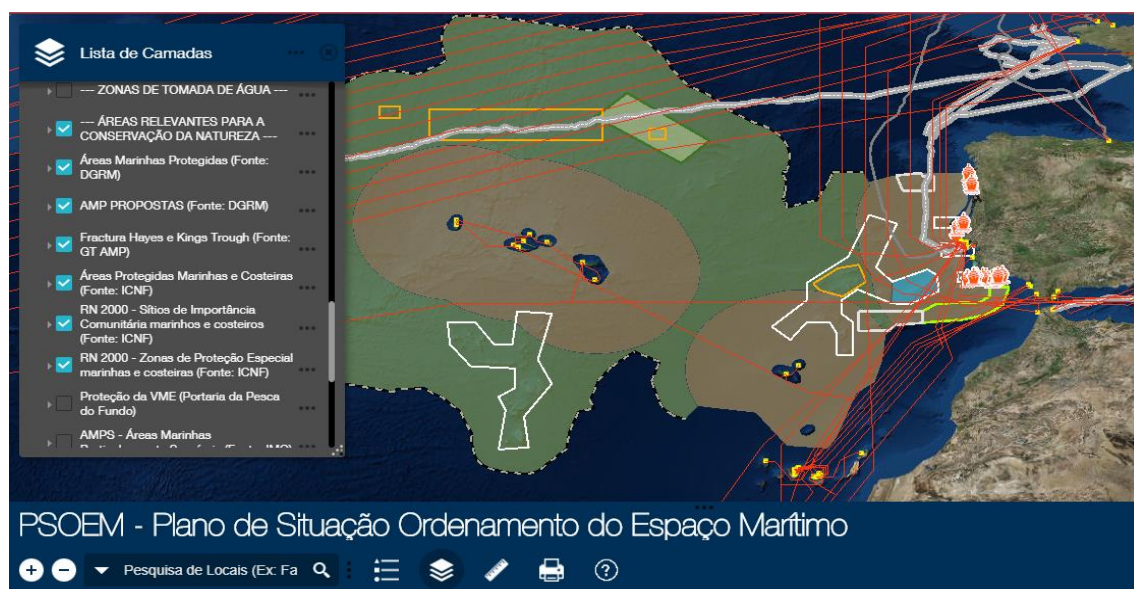 Lista de Camadas
--- ZONAS DE TOMADA DE ÁGUA ---
--- ÁREAS RELEVANTES PARA A
CONSERVAÇÃO DA NATUREZA ---
Áreas Marinhas Protegidas (Fonte:
DGRM)
AMP PROPOSTAS (Fonte: DGRM)
Fractura Hayes e Kings Trough (Fonte:
GT AMP)
Áreas Protegidas Marinhas e Costeiras
(Fonte: ICNF)
RN 2000 - Sítios de Importância
Comunitária marinhos e costeiros
(Fonte: ICNF)
RN 2000 - Zonas de Proteção Especial
marinhas e costeiras (Fonte: ICNF)
Proteção da VME (Portaria da Pesca
do Fundo)
AMPS - Áreas Marinhas
PSOEM - Plano de Situação Ordenamento do Espaço Marítimo
Pesquisa de Locais (Ex: Fa